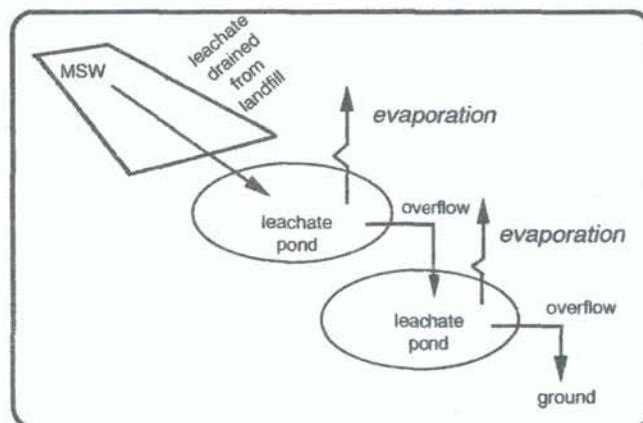 MSW
leachate
drained
from
landfill
evaporation
leachate
pond
overflow
evaporation
leachate
pond
overflow
ground